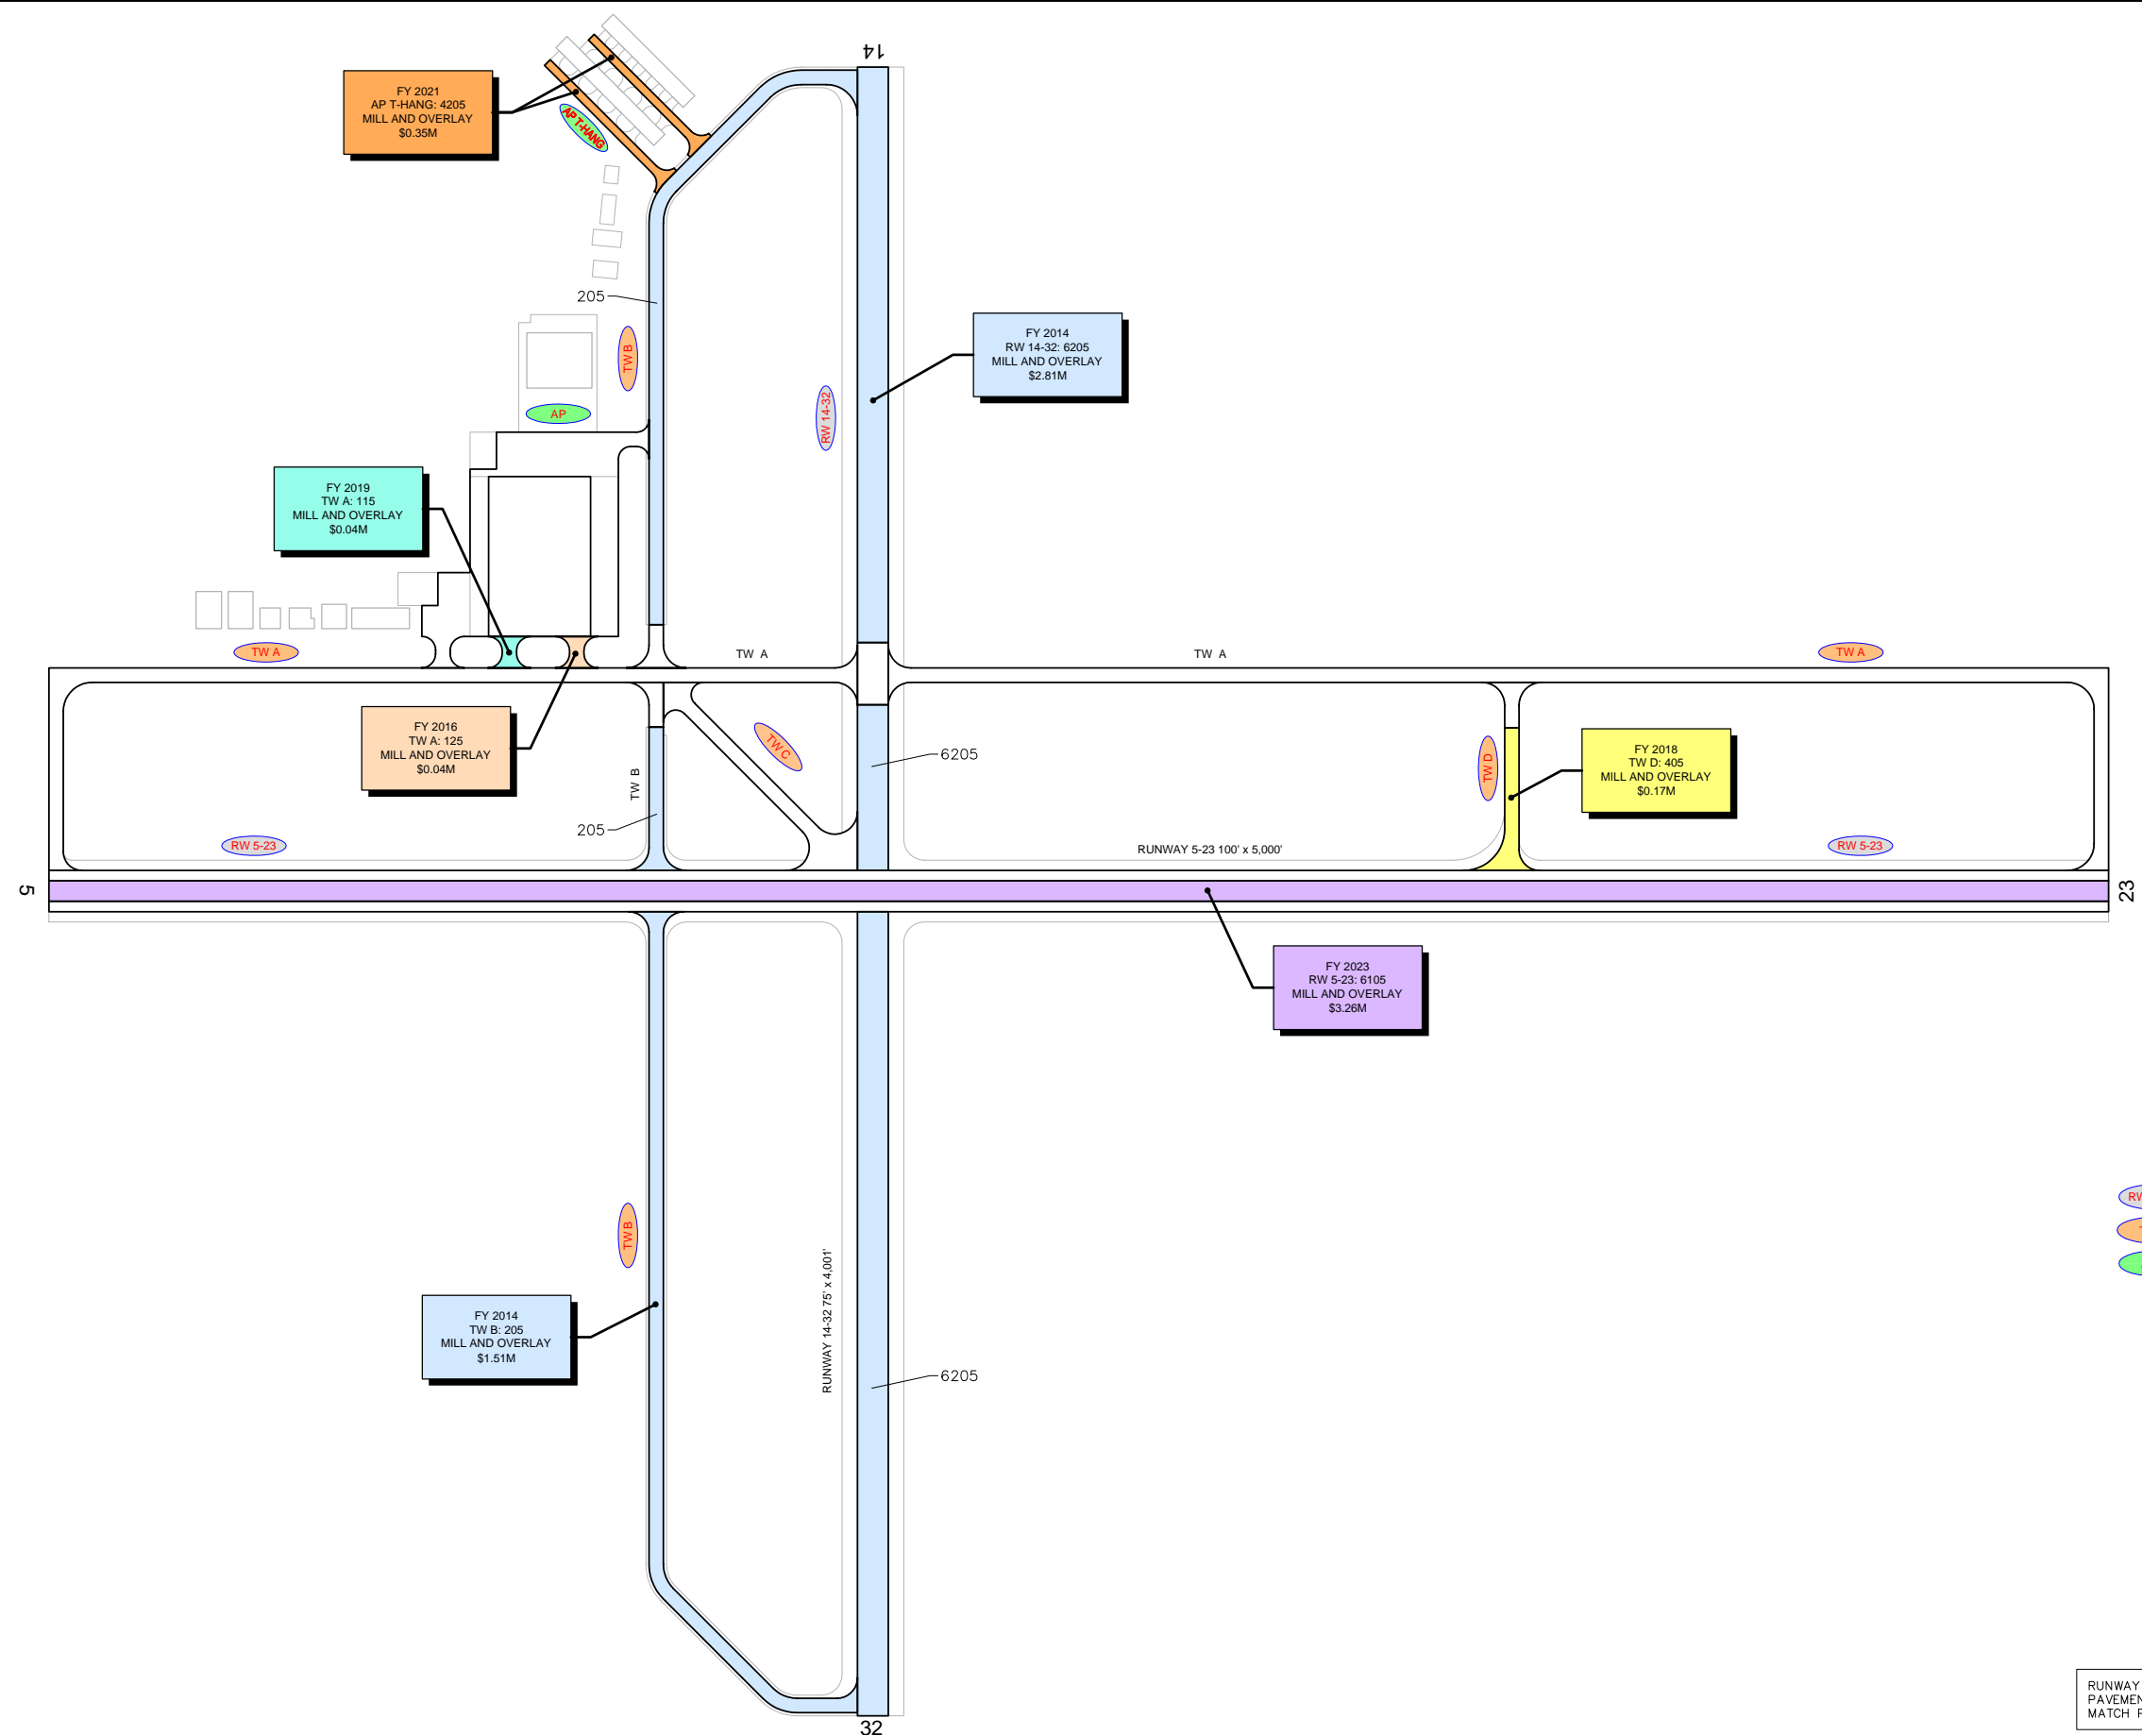 14
FY 2021
AP T-HANG: 4205
MILL AND OVERLAY
$0.35M
AP T-HANG
205
TW B
AP
RW 14-32
FY 2014
RW 14-32: 6205
MILL AND OVERLAY
$2.81M
FY 2019
TW A: 115
MILL AND OVERLAY
$0.04M
TW A
TW A
TW A
TW A
FY 2016
TW A: 125
MILL AND OVERLAY
$0.04M
TW B
TW C
6205
TW D
FY 2018
TW D: 405
MILL AND OVERLAY
$0.17M
205
RW 5-23
RUNWAY 5-23 100' x 5,000'
RW 5-23
5
23
FY 2023
RW 5-23: 6105
MILL AND OVERLAY
$3.26M
TW B
RUNWAY 14-32 75' x 4,001'
FY 2014
TW B: 205
MILL AND OVERLAY
$1.51M
6205
32
RUNWAY
MATCH